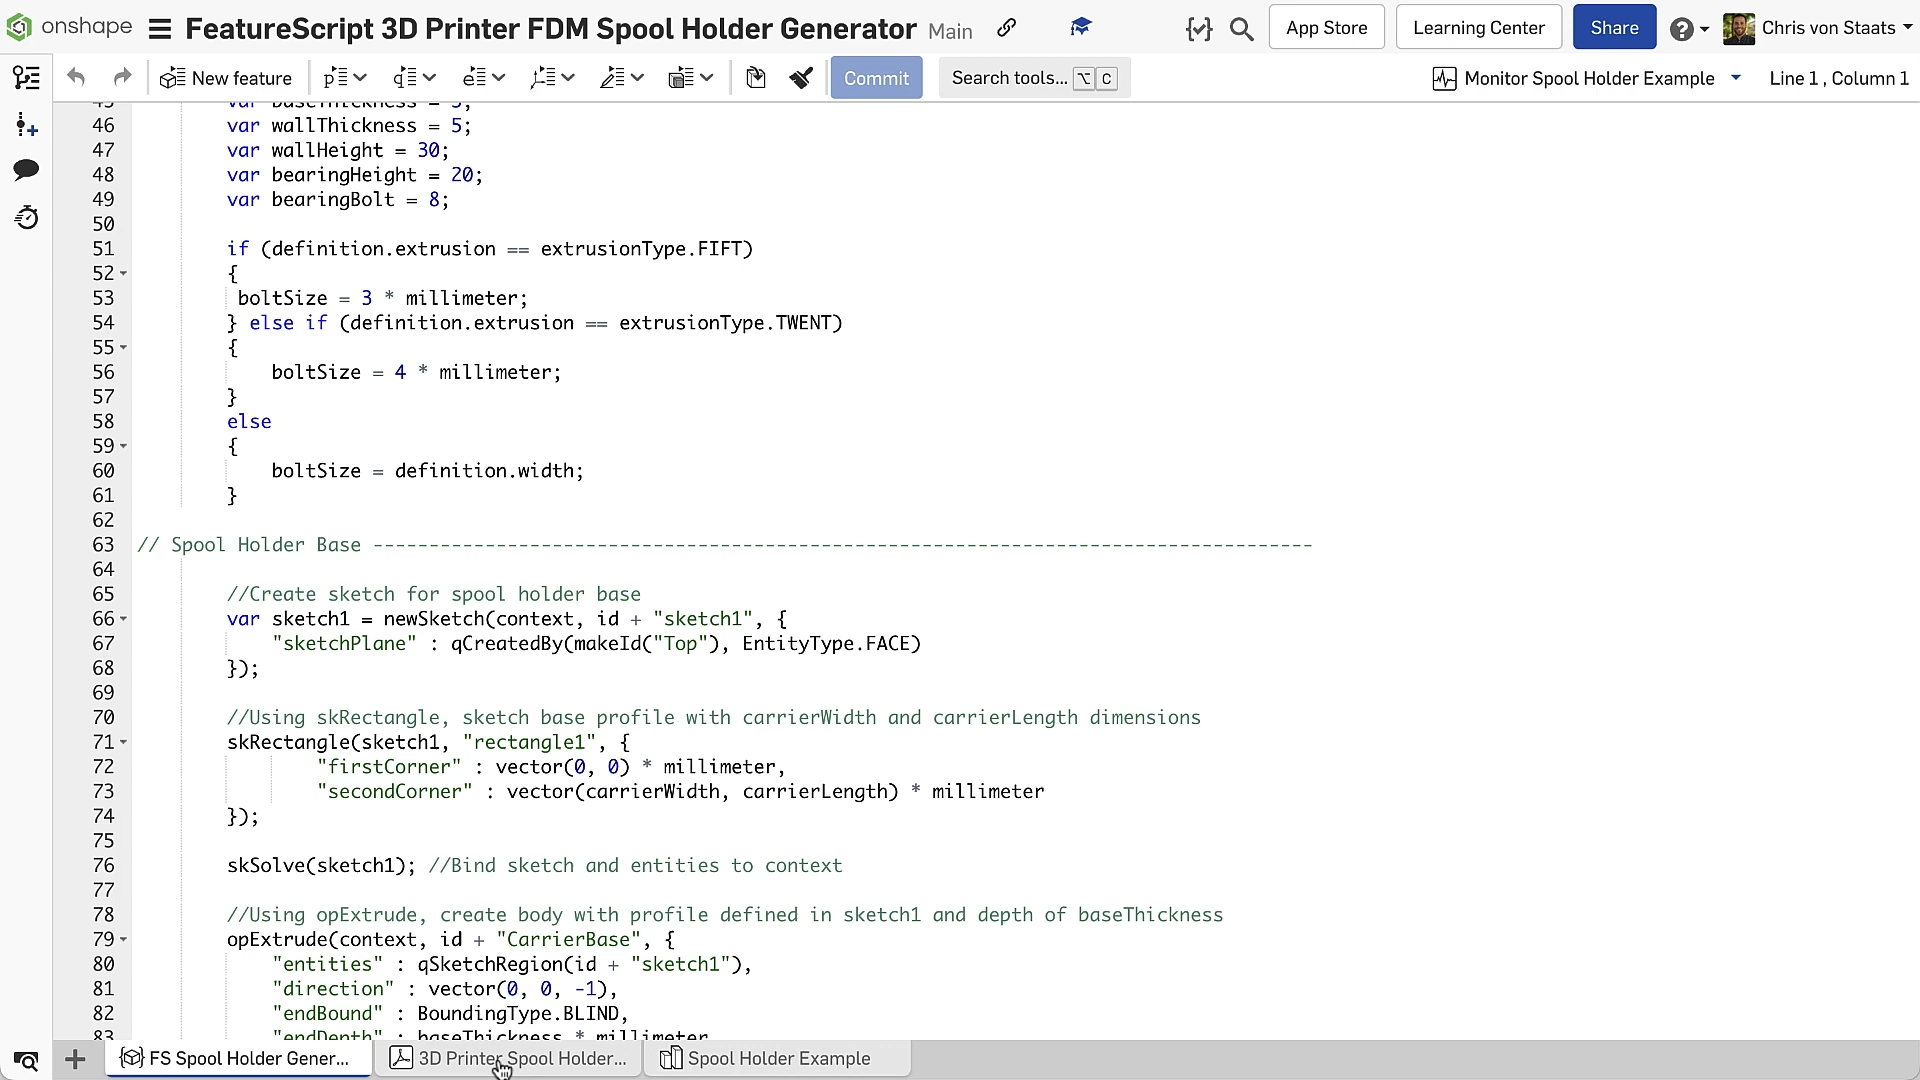 onshape FeatureScript 3D Printer FDM Spool Holder Generator Main App Store Learning Center Share Chris von Staats
New feature Commit Search tools... ⌥ C Monitor Spool Holder Example Line 1 , Column 1
46 var wallThickness = 5;
47 var wallHeight = 30;
48 var bearingHeight = 20;
49 var bearingBolt = 8;
50
51 if (definition.extrusion == extrusionType.FIFT)
52 {
53 boltSize = 3 * millimeter;
54 } else if (definition.extrusion == extrusionType.TWENT)
55 {
56 boltSize = 4 * millimeter;
57 }
58 else
59 {
60 boltSize = definition.width;
61 }
62
63 // Spool Holder Base ------------------------------------------------------------------------------------
64
65 //Create sketch for spool holder base
66 var sketch1 = newSketch(context, id + "sketch1", {
67 "sketchPlane" : qCreatedBy(makeId("Top"), EntityType.FACE)
68 });
69
70 //Using skRectangle, sketch base profile with carrierWidth and carrierLength dimensions
71 skRectangle(sketch1, "rectangle1", {
72 "firstCorner" : vector(0, 0) * millimeter,
73 "secondCorner" : vector(carrierWidth, carrierLength) * millimeter
74 });
75
76 skSolve(sketch1); //Bind sketch and entities to context
77
78 //Using opExtrude, create body with profile defined in sketch1 and depth of baseThickness
79 opExtrude(context, id + "CarrierBase", {
80 "entities" : qSketchRegion(id + "sketch1"),
81 "direction" : vector(0, 0, -1),
82 "endBound" : BoundingType.BLIND,
83 "endDepth" : baseThickness * millimeter
FS Spool Holder Gener... 3D Printer Spool Holder... Spool Holder Example